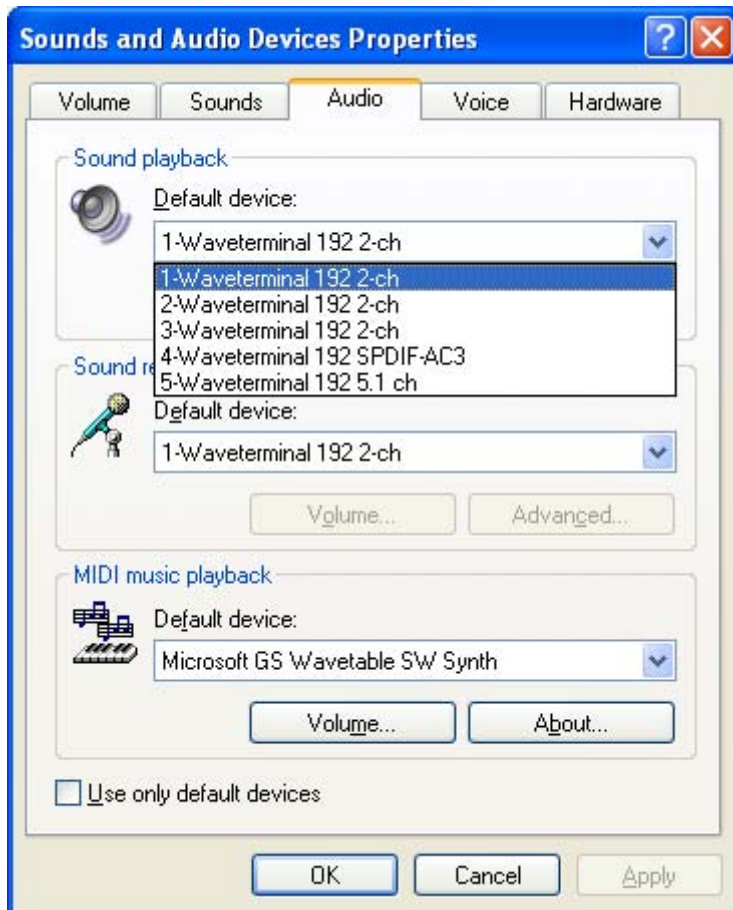 Sounds and Audio Devices Properties
Volume Sounds Audio Voice Hardware
Sound playback
Default device:
1-Waveterminal 192 2-ch
1-Waveterminal 192 2-ch
2-Waveterminal 192 2-ch
3-Waveterminal 192 2-ch
4-Waveterminal 192 SPDIF-AC3
5-Waveterminal 192 5.1 ch
Sound re
Default device:
1-Waveterminal 192 2-ch
Volume... Advanced...
MIDI music playback
Default device:
Microsoft GS Wavetable SW Synth
Volume... About...
Use only default devices
OK Cancel Apply